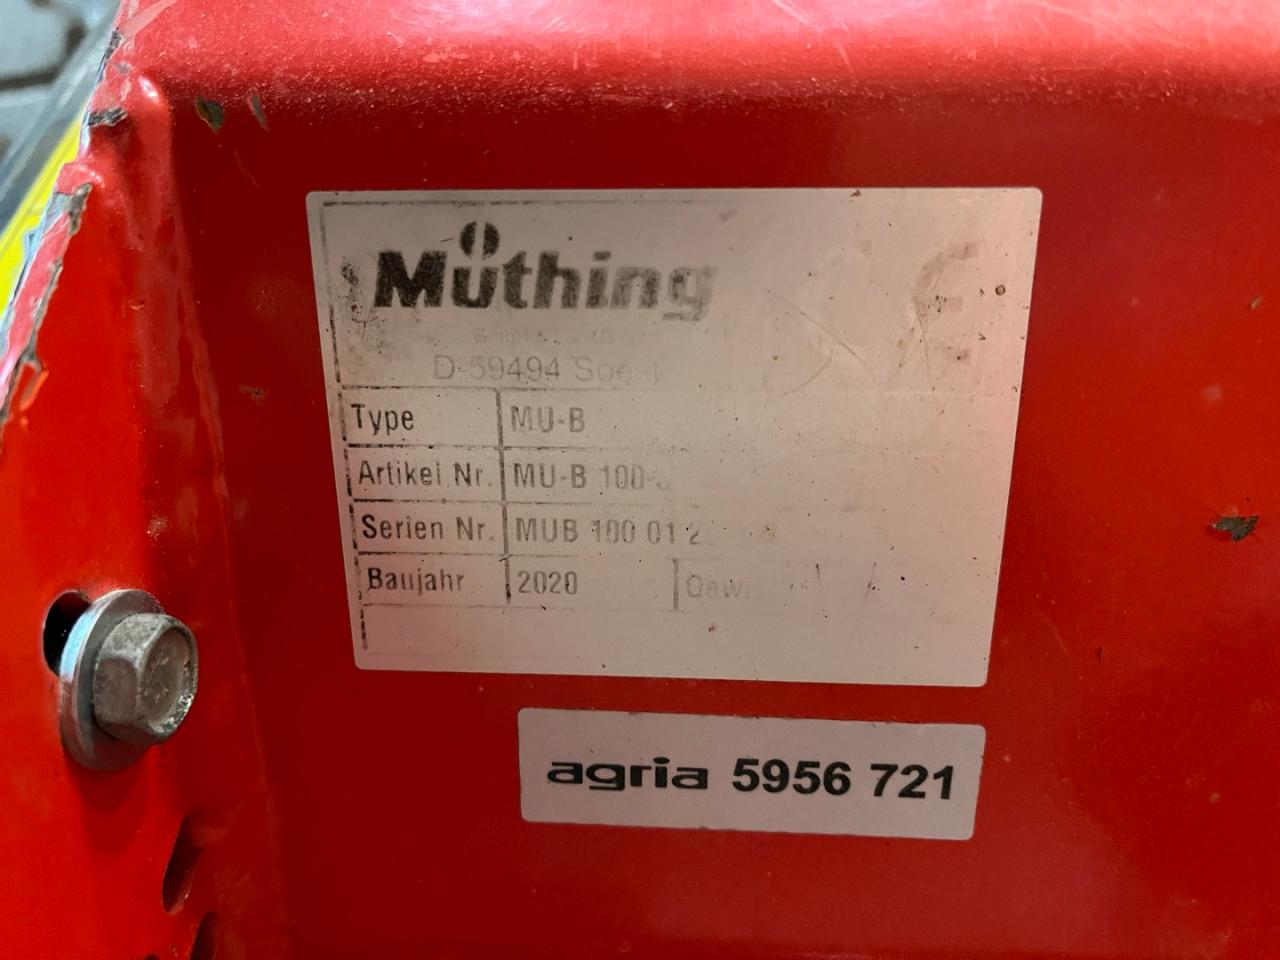 Müthing
D-59494 Soest
Type MU-B
Artikel Nr. MU-B 100-
Serien Nr. MUB 100 01 2
Baujahr 2020
agria 5956 721